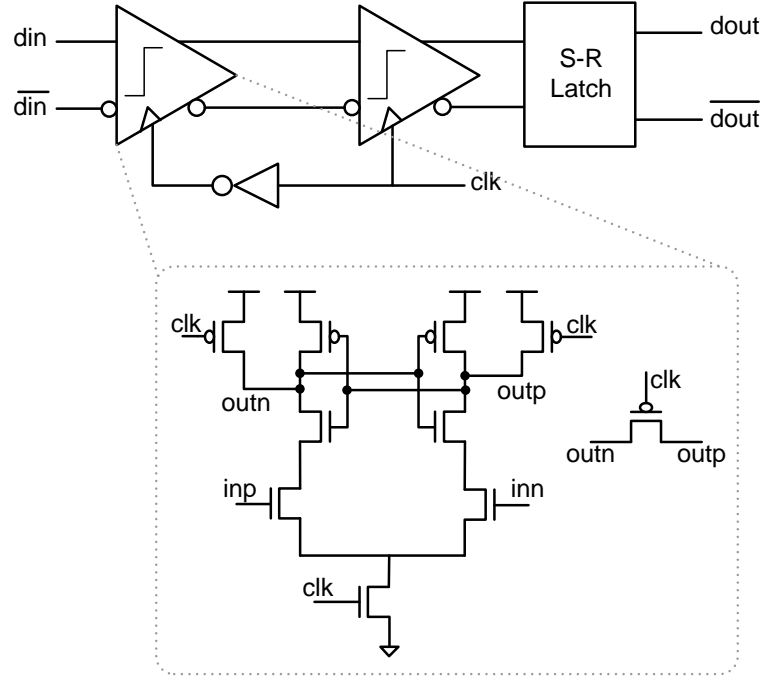 din
dout
S-R
Latch
din
dout
clk
clk
clk
clk
outn
outp
outn
outp
inp
inn
clk